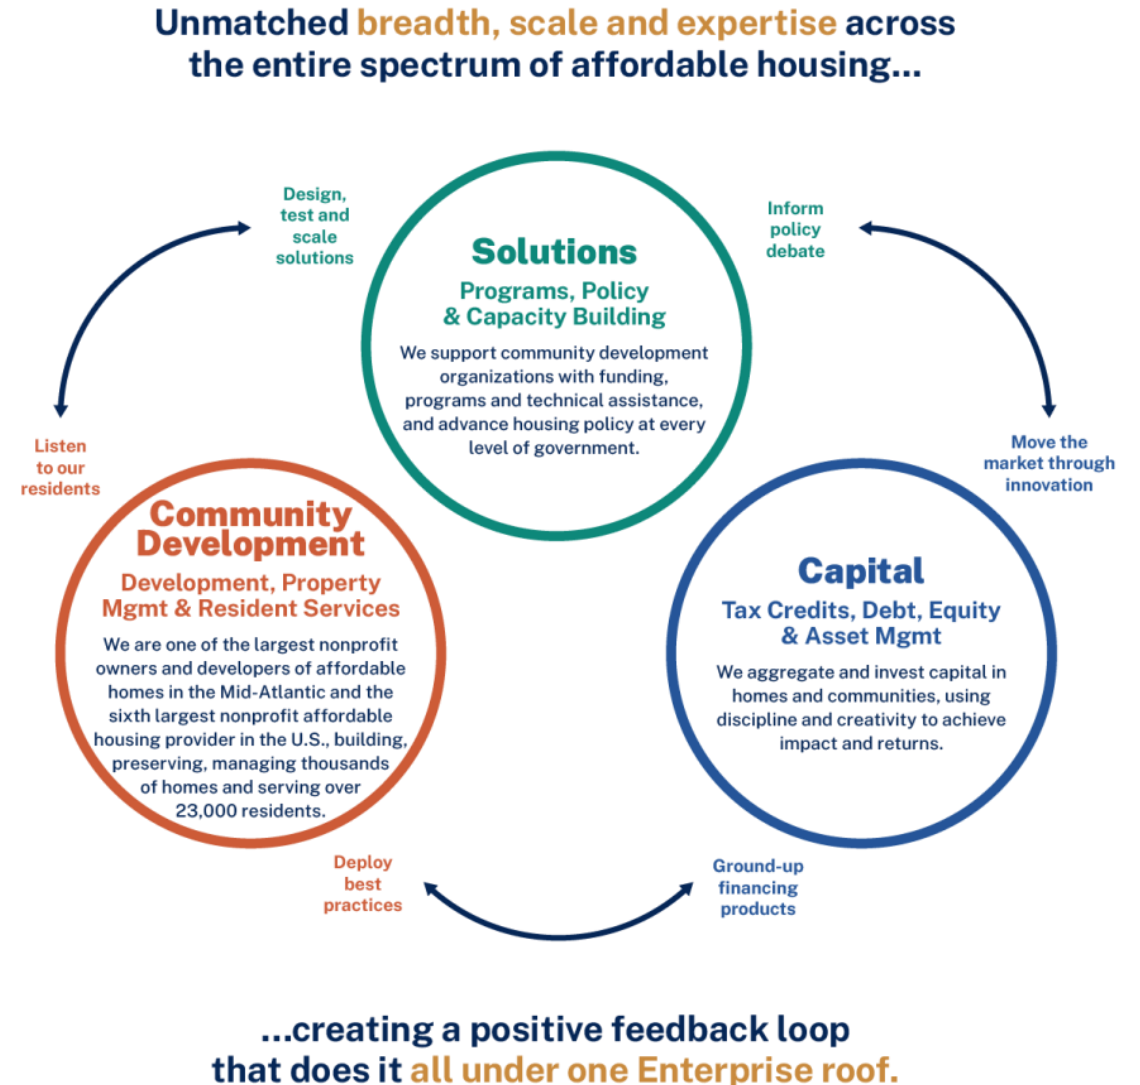 Unmatched breadth, scale and expertise across
the entire spectrum of affordable housing...
Design,
test and
scale
solutions
Inform
policy
debate
Solutions
Programs, Policy
& Capacity Building
We support community development
organizations with funding,
programs and technical assistance,
and advance housing policy at every
level of government.
Listen
to our
residents
Move the
market through
innovation
Community
Development
Development, Property
Mgmt & Resident Services
We are one of the largest nonprofit
owners and developers of affordable
homes in the Mid-Atlantic and the
sixth largest nonprofit affordable
housing provider in the U.S., building,
preserving, managing thousands
of homes and serving over
23,000 residents.
Capital
Tax Credits, Debt, Equity
& Asset Mgmt
We aggregate and invest capital in
homes and communities, using
discipline and creativity to achieve
impact and returns.
Deploy
best
practices
Ground-up
financing
products
...creating a positive feedback loop
that does it all under one Enterprise roof.